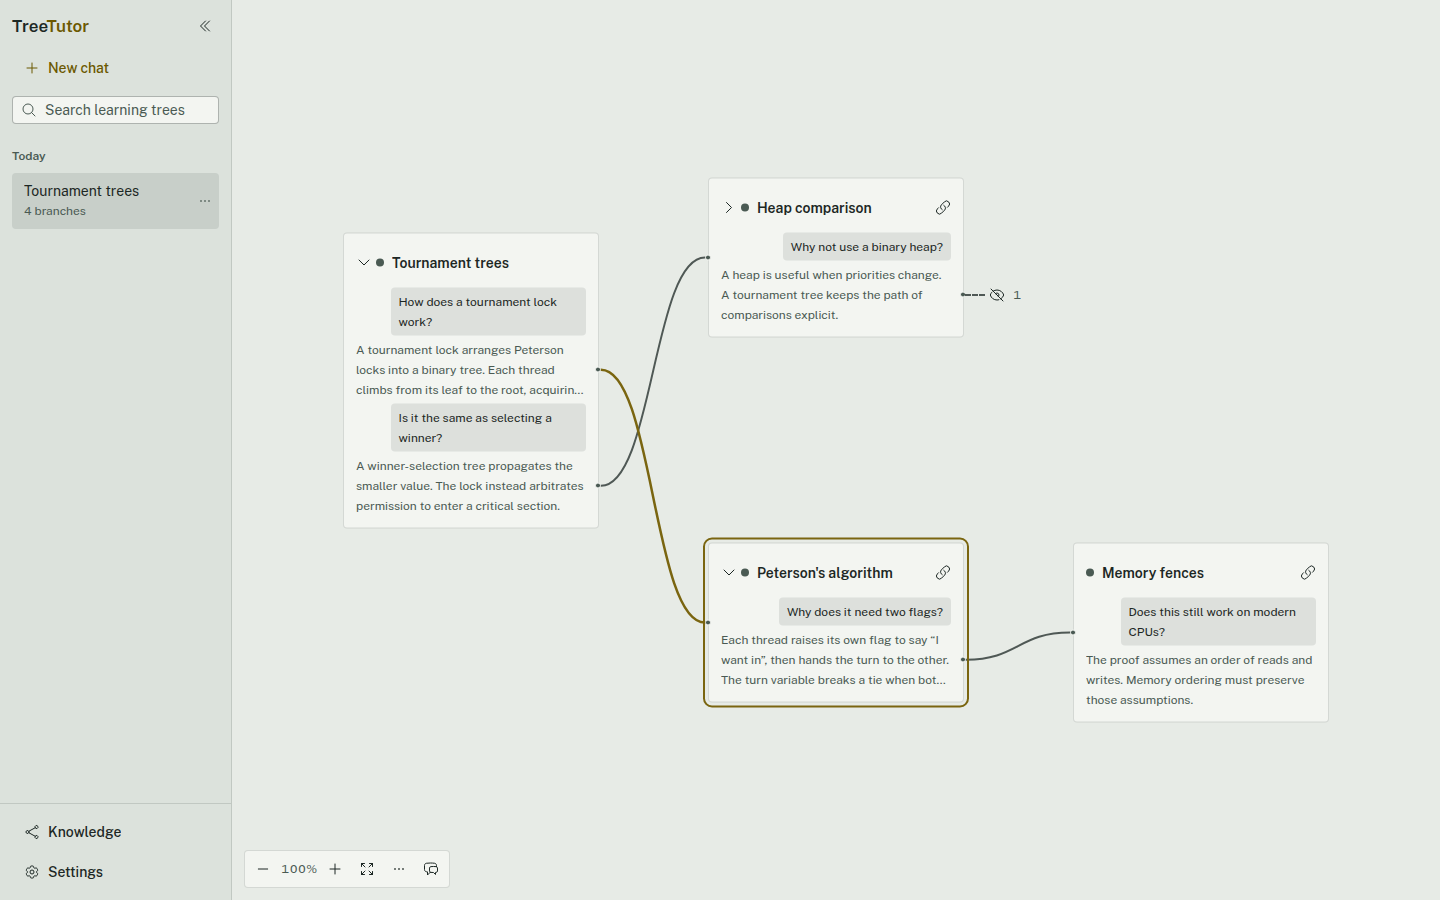 TreeTutor
New chat
Search learning trees
Today
Tournament trees
4 branches
Knowledge
Settings
Tournament trees
How does a tournament lock
work?
A tournament lock arranges Peterson
locks into a binary tree. Each thread
climbs from its leaf to the root, acquirin...
Is it the same as selecting a
winner?
A winner-selection tree propagates the
smaller value. The lock instead arbitrates
permission to enter a critical section.
Heap comparison
Why not use a binary heap?
A heap is useful when priorities change.
A tournament tree keeps the path of
comparisons explicit.
1
Peterson's algorithm
Why does it need two flags?
Each thread raises its own flag to say “I
want in”, then hands the turn to the other.
The turn variable breaks a tie when bot...
Memory fences
Does this still work on modern
CPUs?
The proof assumes an order of reads and
writes. Memory ordering must preserve
those assumptions.
100%